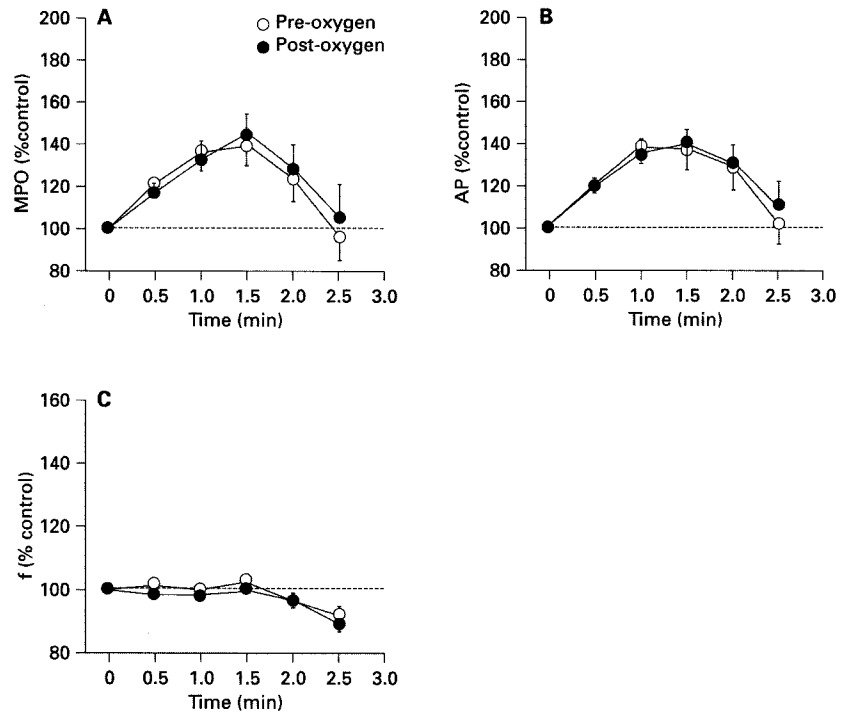 A
Pre-oxygen
Post-oxygen
MPO (%control)
200
180
160
140
120
100
80
0 0.5 1.0 1.5 2.0 2.5 3.0
Time (min)
B
AP (%control)
200
180
160
140
120
100
80
0 0.5 1.0 1.5 2.0 2.5 3.0
Time (min)
C
f (% control)
160
140
120
100
80
0 0.5 1.0 1.5 2.0 2.5 3.0
Time (min)